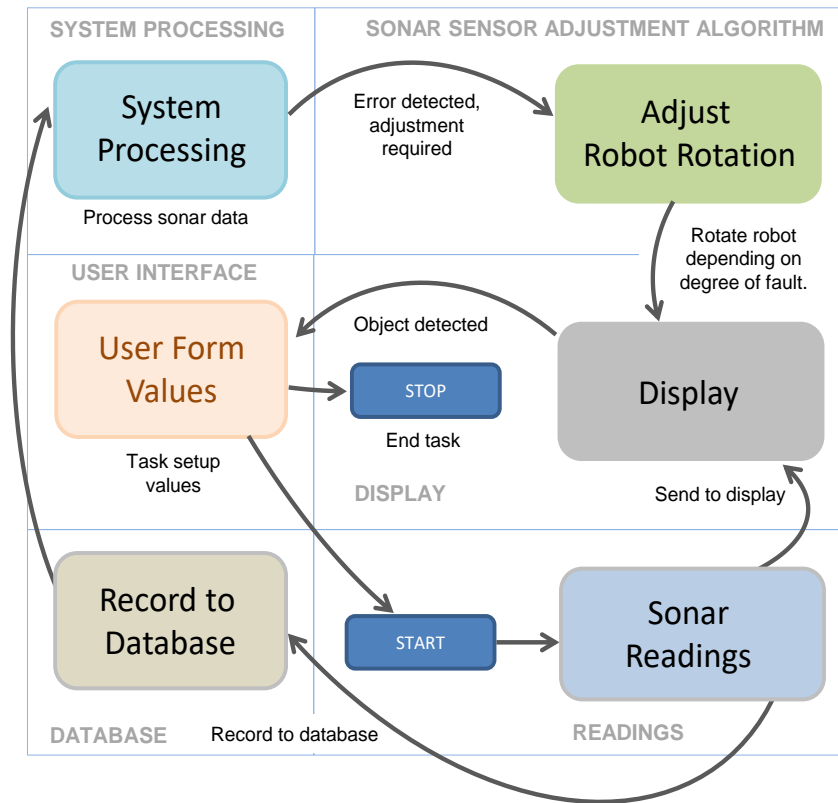 SYSTEM PROCESSING
SONAR SENSOR ADJUSTMENT ALGORITHM
System
Processing
Error detected,
adjustment
required
Adjust
Robot Rotation
Process sonar data
Rotate robot
depending on
degree of fault.
USER INTERFACE
Object detected
User Form
Values
STOP
Display
End task
Task setup
values
DISPLAY
Send to display
Record to
Database
START
Sonar
Readings
DATABASE
Record to database
READINGS